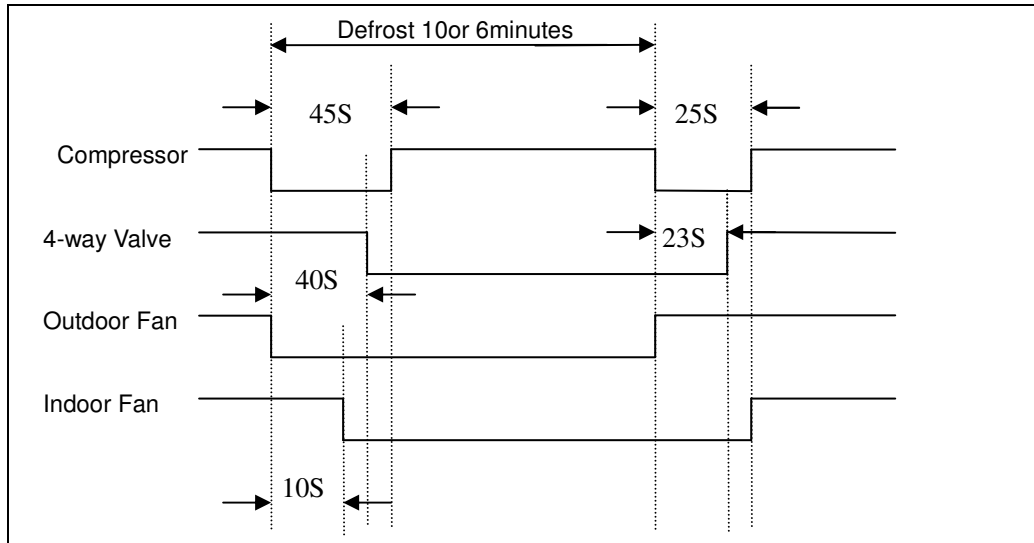 Defrost 10or 6minutes
45S
25S
Compressor
4-way Valve
23S
40S
Outdoor Fan
Indoor Fan
10S